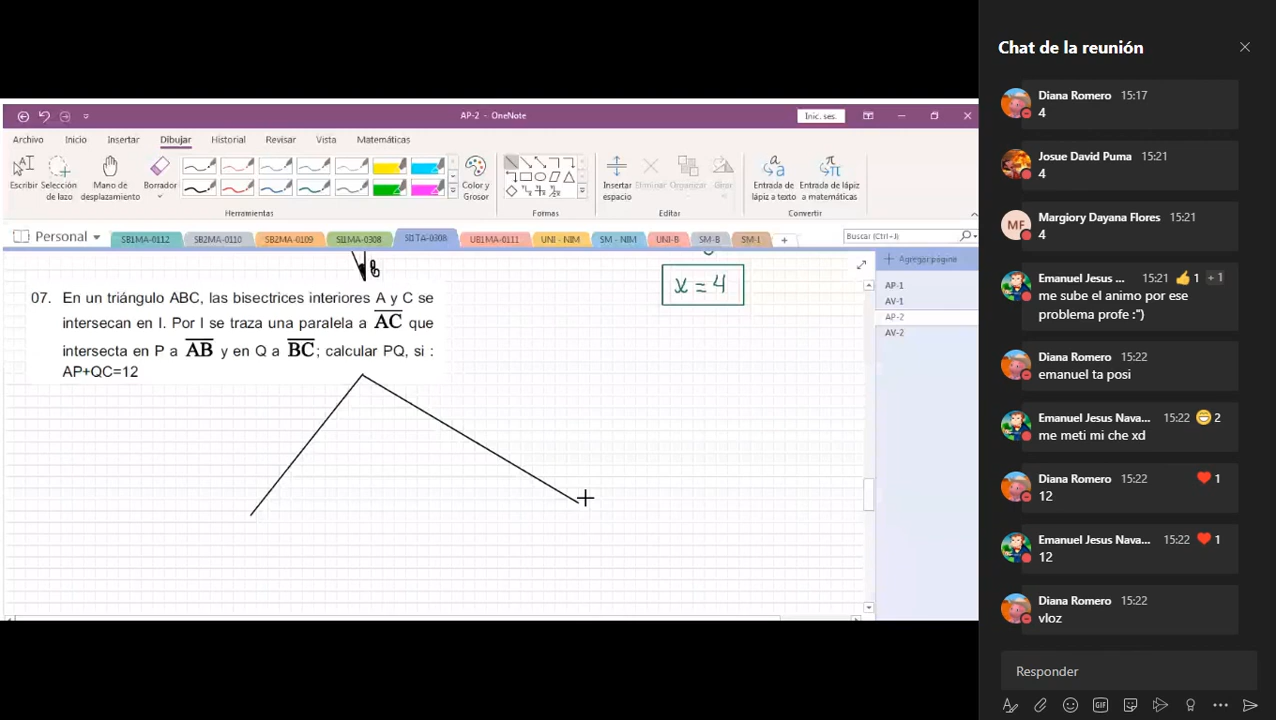 AP-2 - OneNote
Inic. ses.
Archivo Inicio Insertar Dibujar Historial Revisar Vista Matemáticas
Escribir
Selección de lazo
Mano de desplazamiento
Borrador
Color y Grosor
Insertar espacio
Eliminar
Organizar
Girar
Entrada de lápiz a texto
Entrada de lápiz a matemáticas
Herramientas Formas Editar Convertir
Personal
SB1MA-0112 SB2MA-0110 SB2MA-0109 SI1MA-0308 SI1TA-0308 UB1MA-0111 UNI - NIM SM - NIM UNI-B SM-B SM-I
Buscar (Ctrl+J)
Agregar página
AP-1
AV-1
AP-2
AV-2
x = 4
07. En un triángulo ABC, las bisectrices interiores A y C se
intersecan en I. Por I se traza una paralela a AC que
intersecta en P a AB y en Q a BC; calcular PQ, si :
AP+QC=12
Chat de la reunión
Diana Romero 15:17
4
Josue David Puma 15:21
4
MF
Margiory Dayana Flores 15:21
4
Emanuel Jesus... 15:21 1 + 1
me sube el animo por ese
problema profe :")
Diana Romero 15:22
emanuel ta posi
Emanuel Jesus Nava... 15:22 2
me meti mi che xd
Diana Romero 15:22 1
12
Emanuel Jesus Nava... 15:22 1
12
Diana Romero 15:22
vloz
Responder
GIF